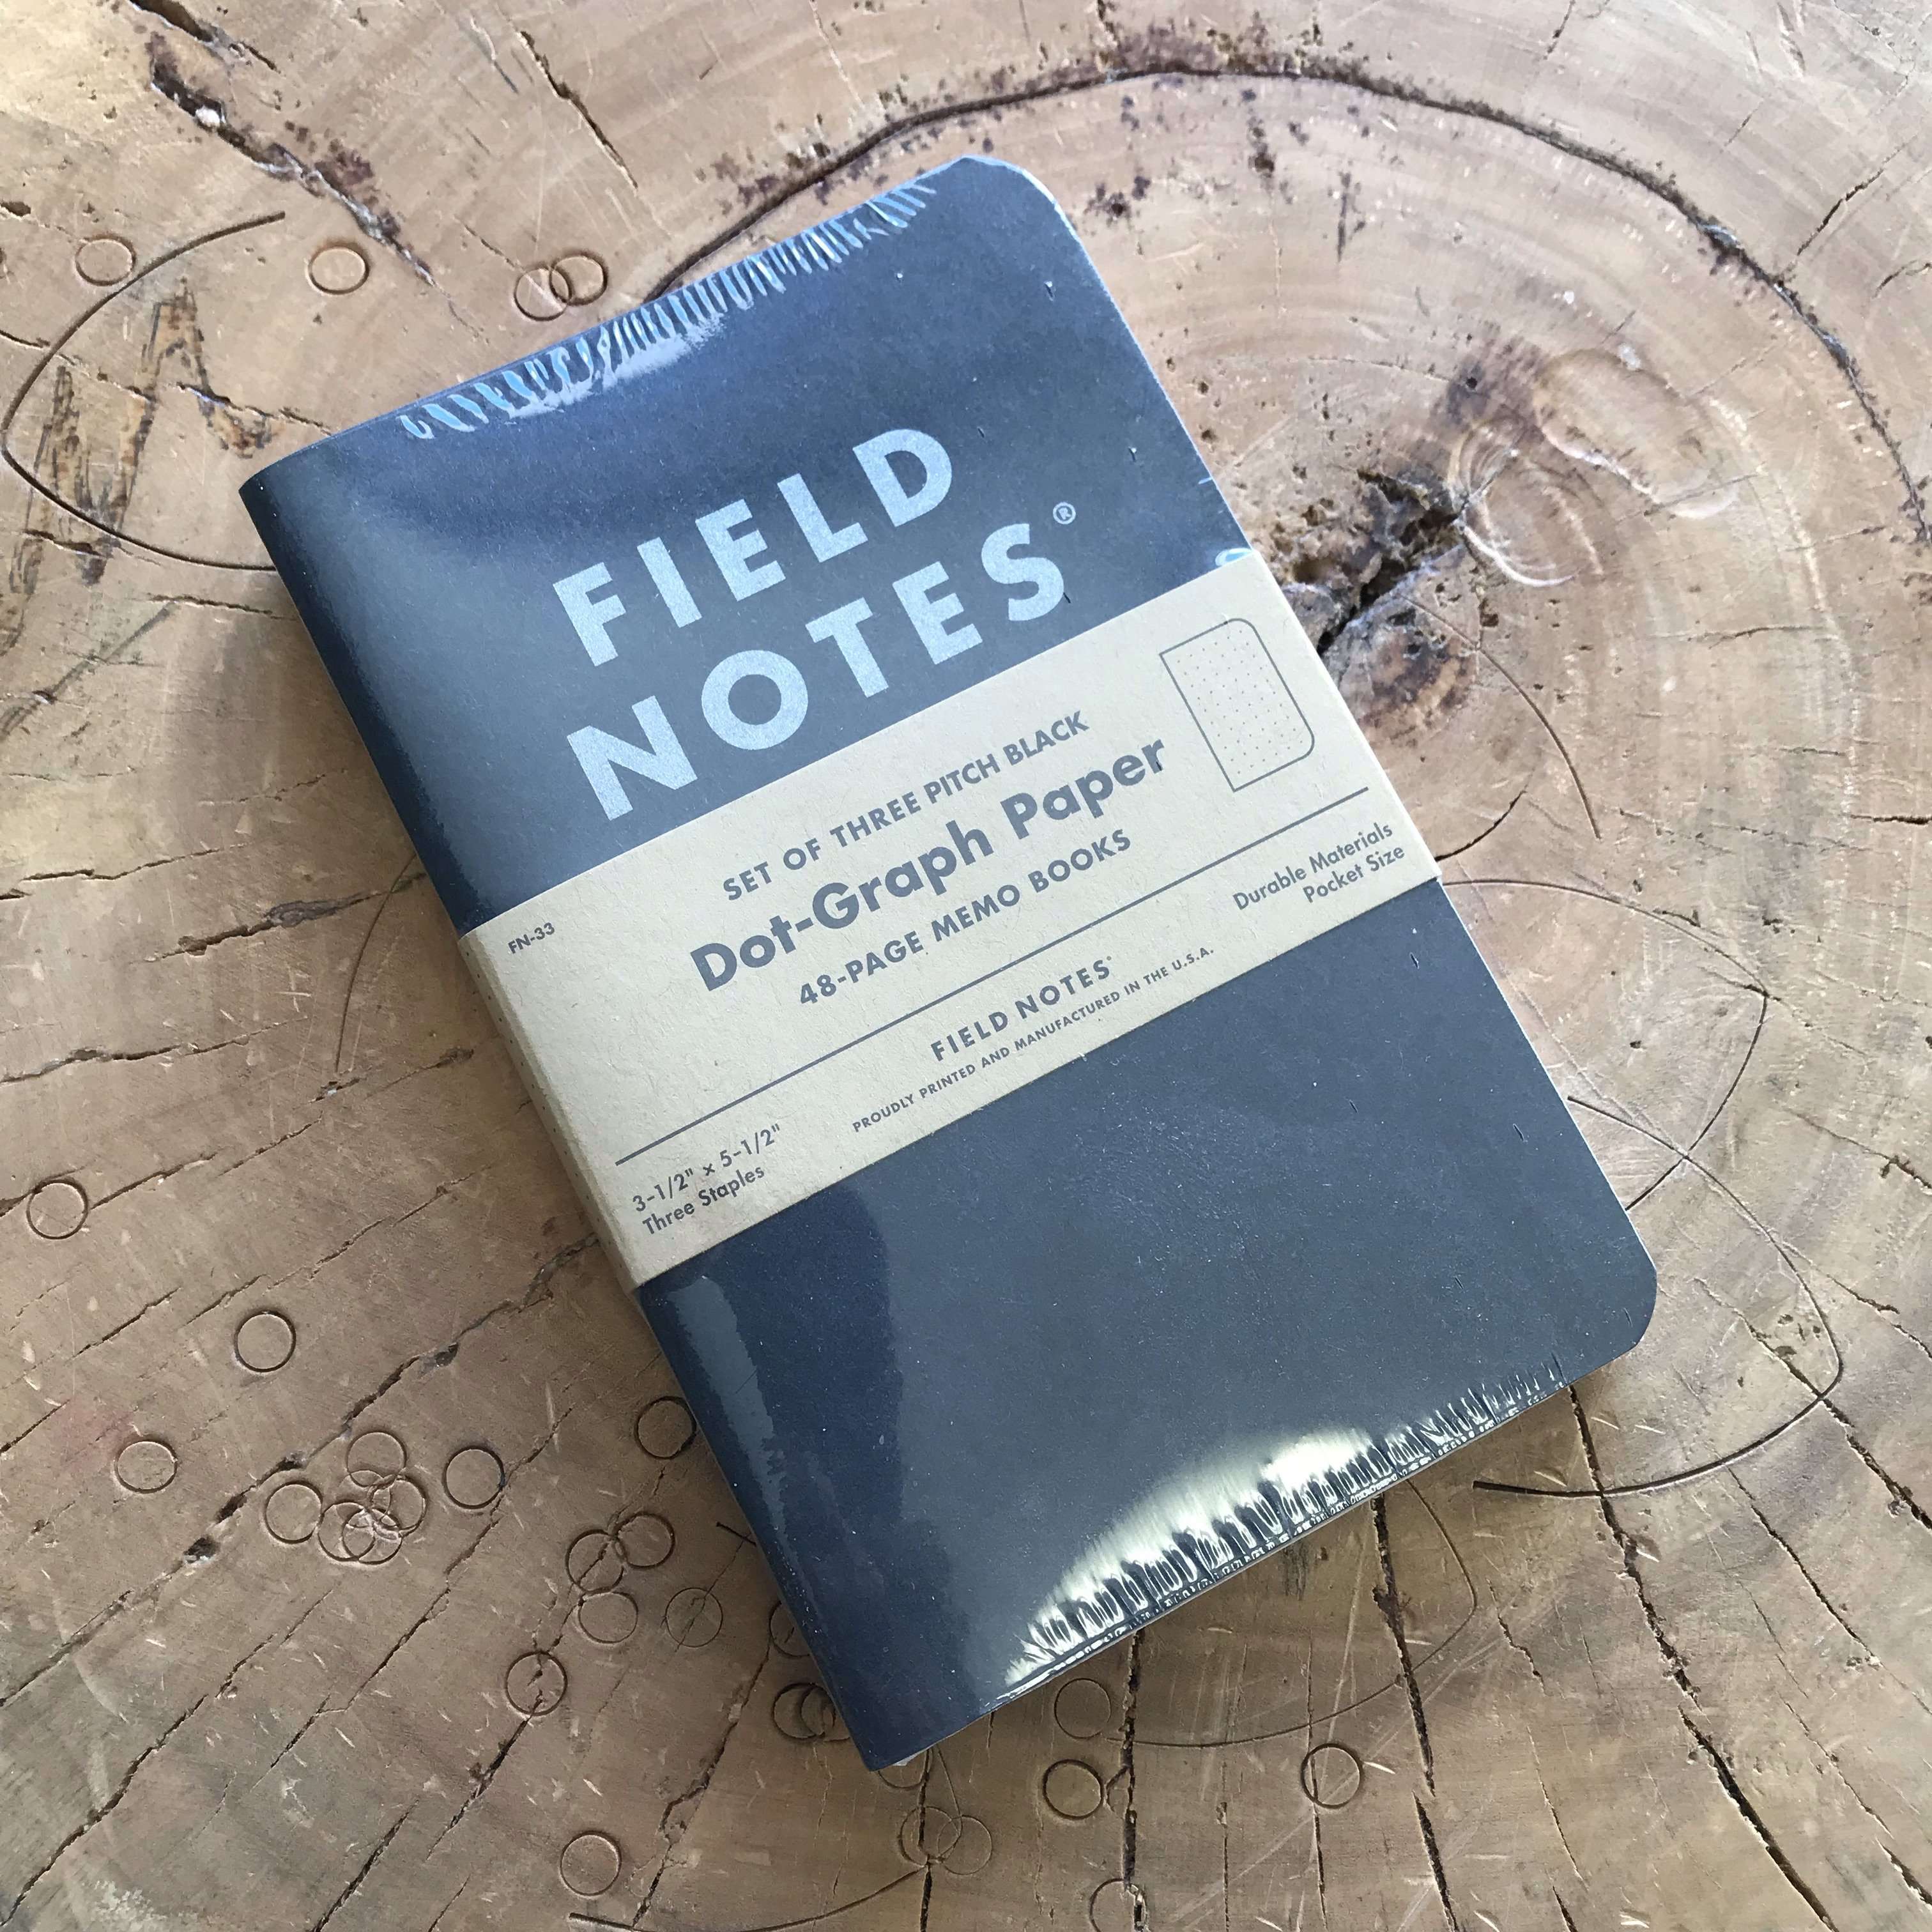 FIELD
NOTES®
SET OF THREE PITCH BLACK
Dot-Graph Paper
48-PAGE MEMO BOOKS
FN-33
Durable Materials
Pocket Size
FIELD NOTES®
PROUDLY PRINTED AND MANUFACTURED IN THE U.S.A.
3-1/2" x 5-1/2"
Three Staples